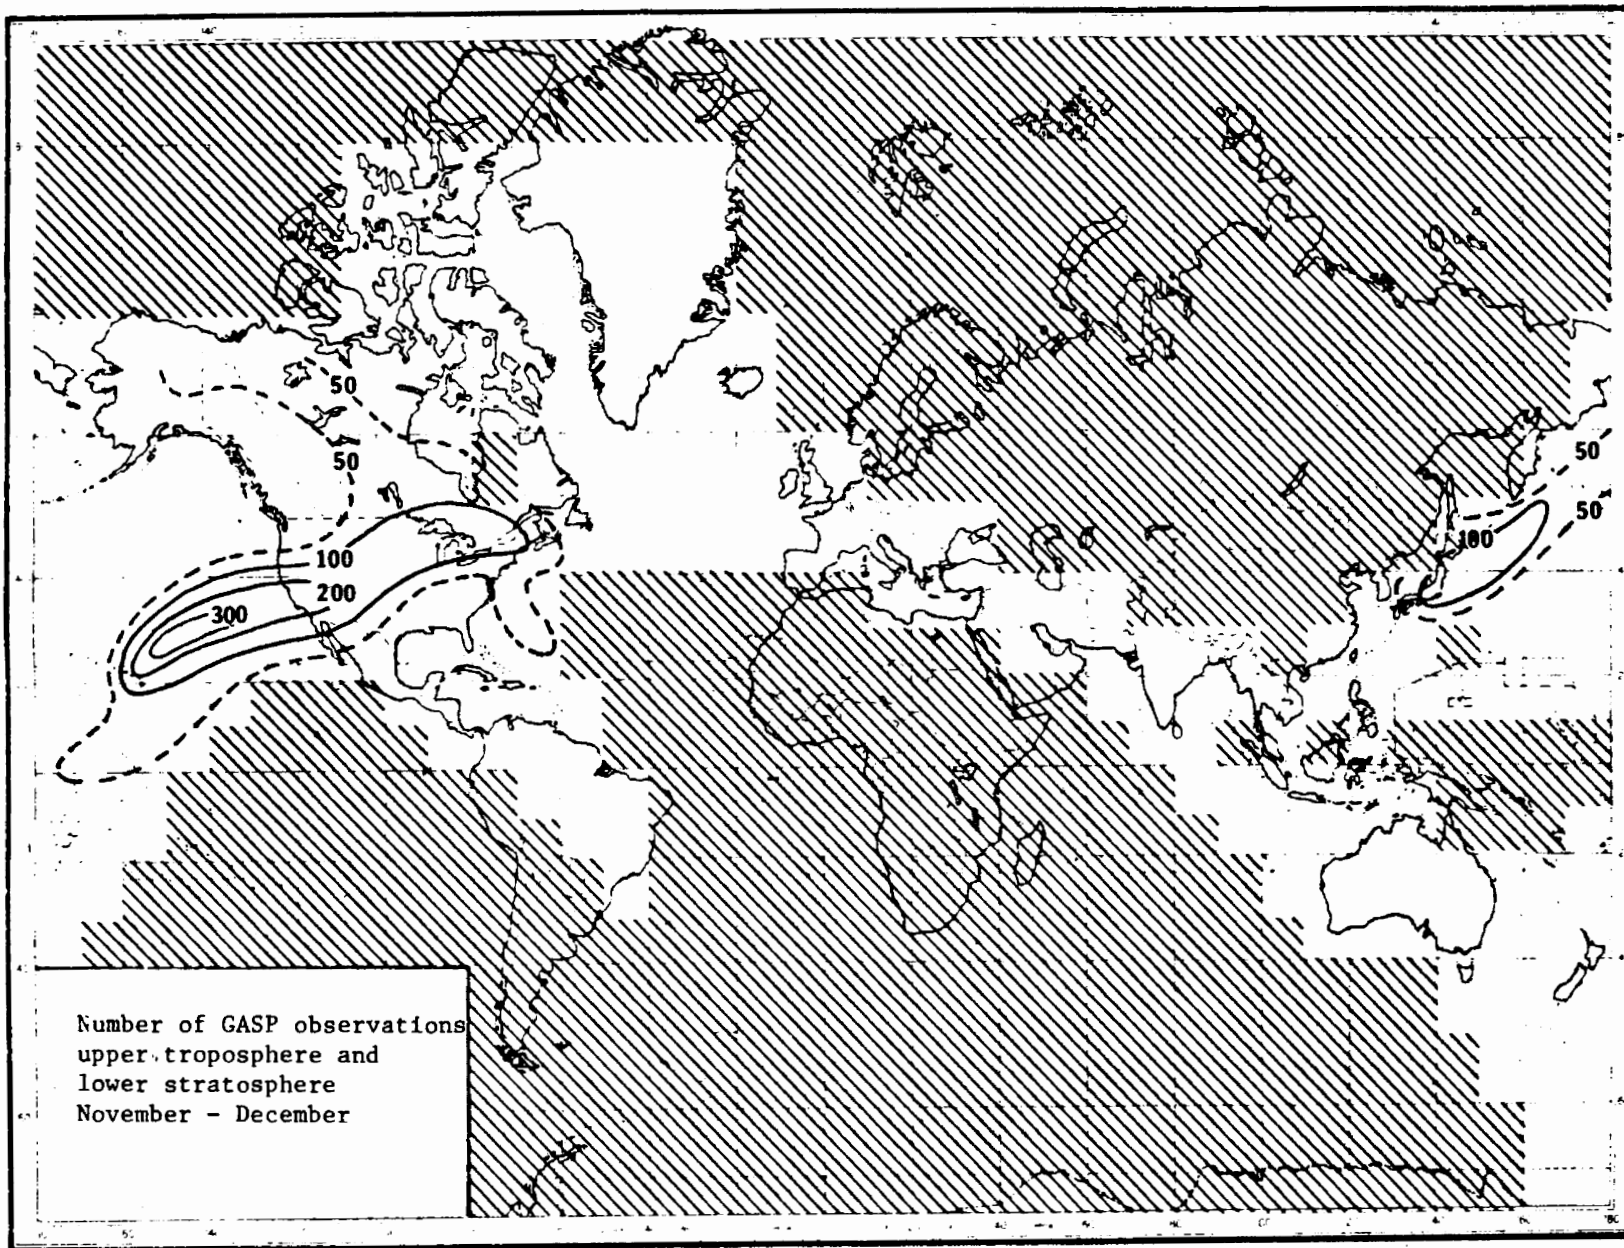 50
50
50
50
100
100
200
300
Number of GASP observations
upper troposphere and
lower stratosphere
November - December